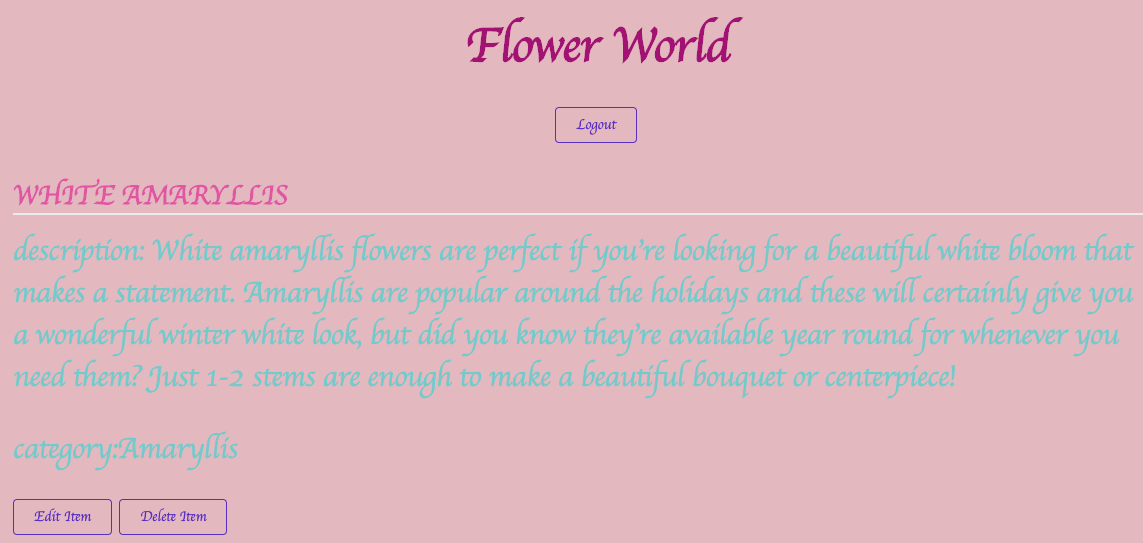 Flower World
Logout
WHITE AMARYLLIS
description: White amaryllis flowers are perfect if you're looking for a beautiful white bloom that
makes a statement. Amaryllis are popular around the holidays and these will certainly give you
a wonderful winter white look, but did you know they're available year round for whenever you
need them? Just 1-2 stems are enough to make a beautiful bouquet or centerpiece!
category:Amaryllis
Edit Item Delete Item